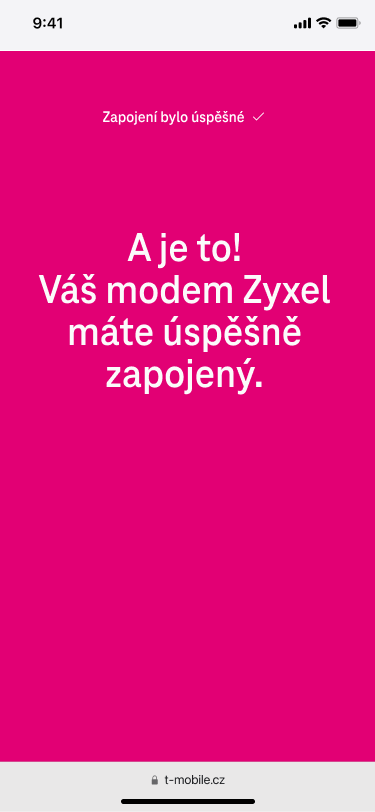 9:41
Zapojení bylo úspěšné
A je to!
Váš modem Zyxel
máte úspěšně
zapojený.
t-mobile.cz